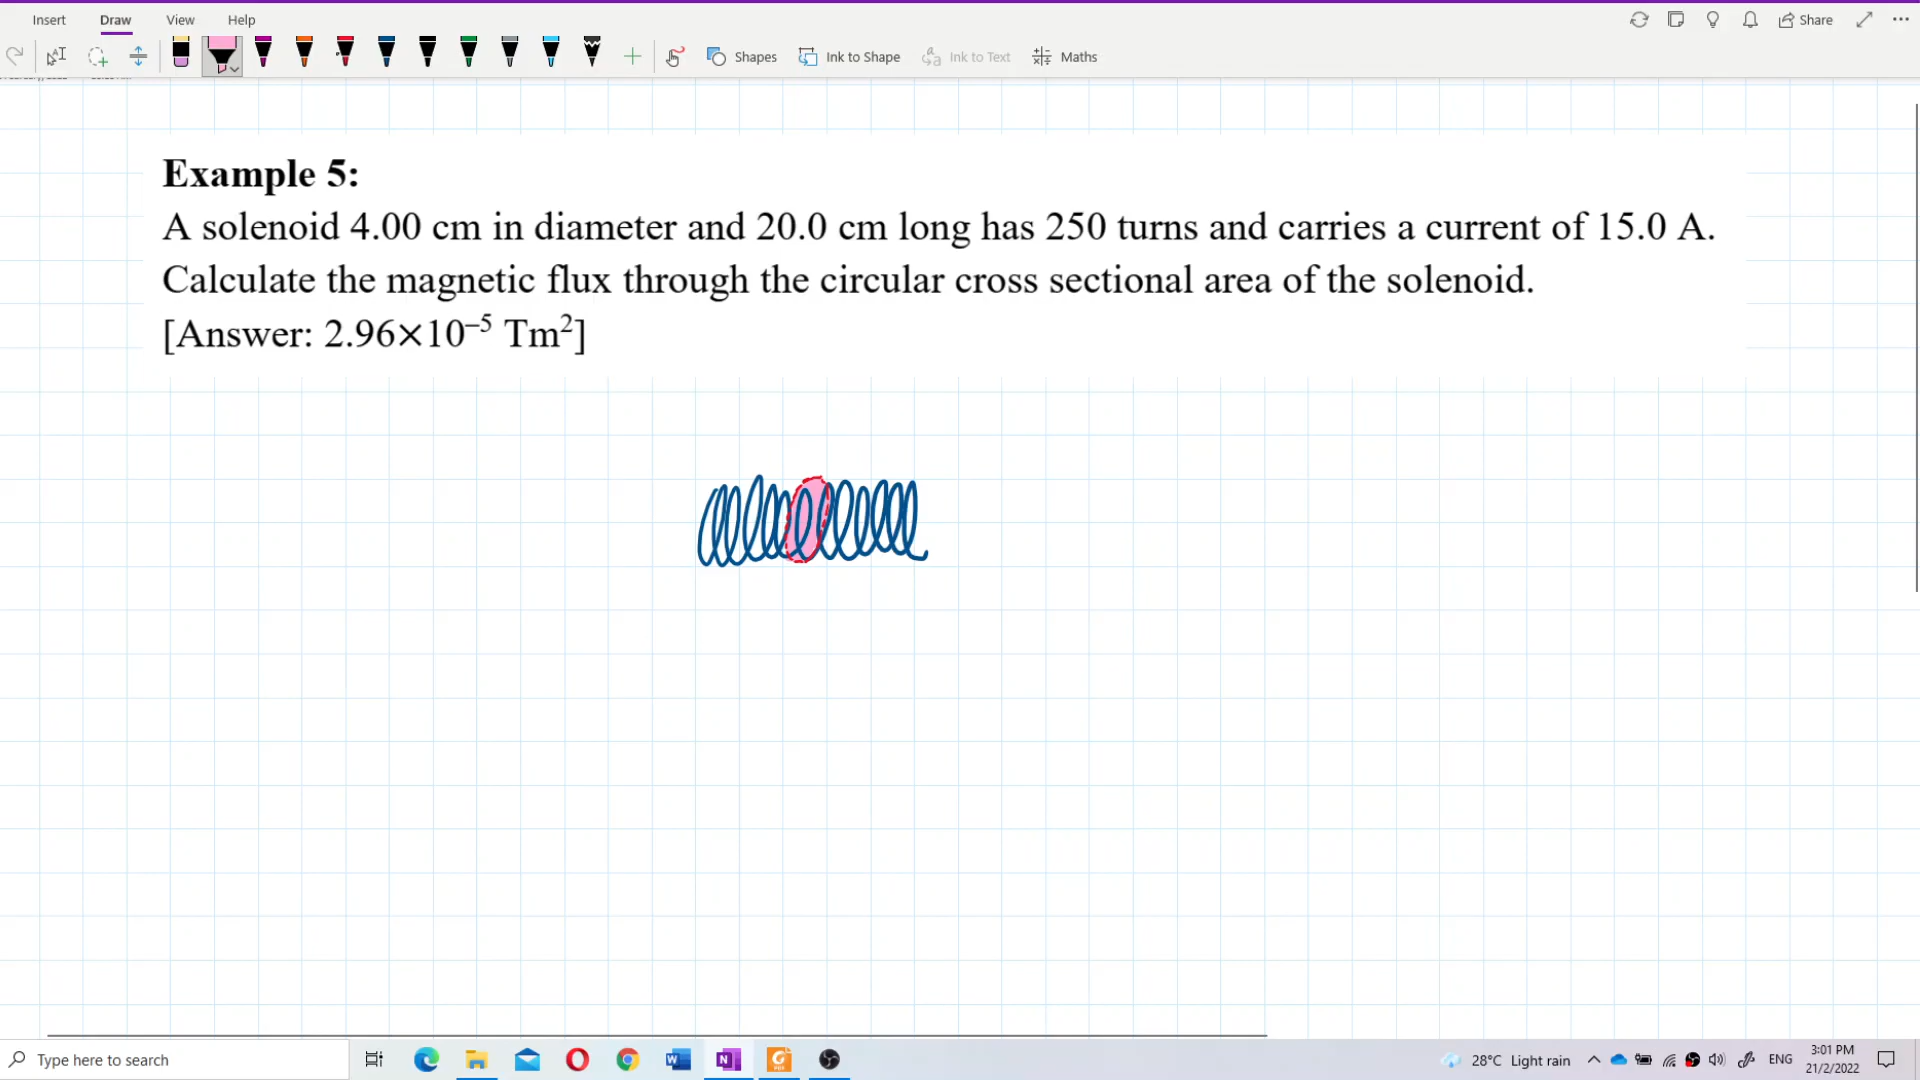 Insert Draw View Help Share
Shapes Ink to Shape Ink to Text Maths
Example 5:
A solenoid 4.00 cm in diameter and 20.0 cm long has 250 turns and carries a current of 15.0 A.
Calculate the magnetic flux through the circular cross sectional area of the solenoid.
[Answer: 2.96×10⁻⁵ Tm²]
Type here to search 28°C Light rain ENG 3:01 PM
21/2/2022